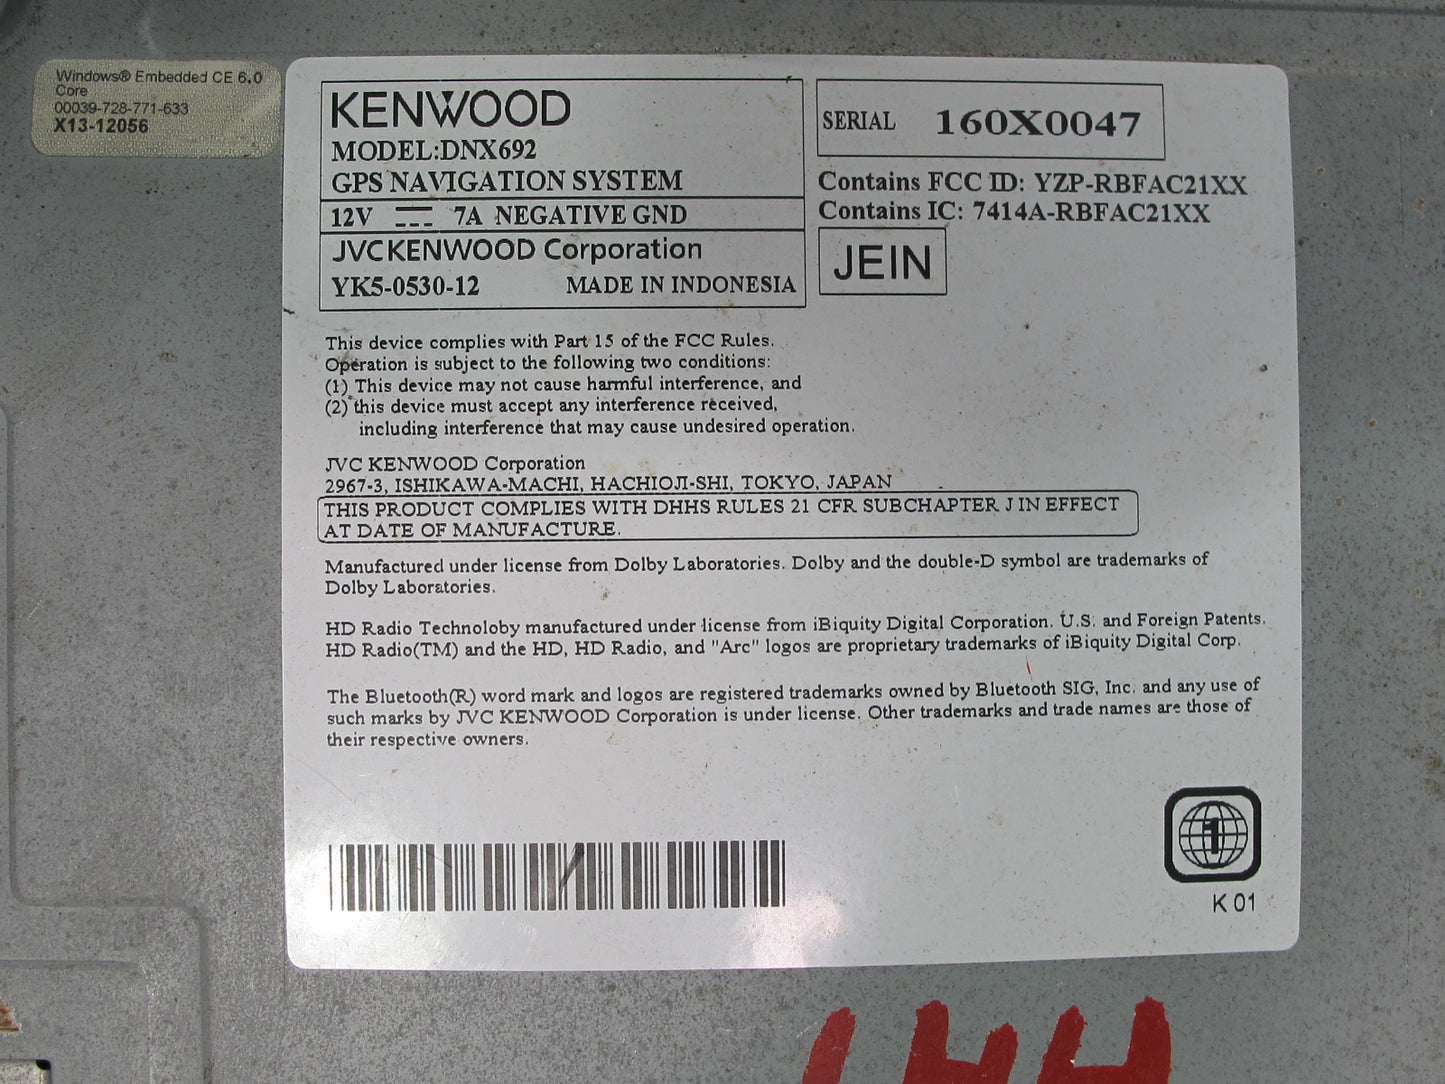 Windows® Embedded CE 6.0
Core
00039-728-771-633
X13-12056
KENWOOD
MODEL:DNX692
GPS NAVIGATION SYSTEM
12V 7A NEGATIVE GND
JVCKENWOOD Corporation
YK5-0530-12 MADE IN INDONESIA
SERIAL 160X0047
Contains FCC ID: YZP-RBFAC21XX
Contains IC: 7414A-RBFAC21XX
JEIN
This device complies with Part 15 of the FCC Rules.
Operation is subject to the following two conditions:
(1) This device may not cause harmful interference, and
(2) this device must accept any interference received,
including interference that may cause undesired operation.
JVC KENWOOD Corporation
2967-3, ISHIKAWA-MACHI, HACHIOJI-SHI, TOKYO, JAPAN
THIS PRODUCT COMPLIES WITH DHHS RULES 21 CFR SUBCHAPTER J IN EFFECT
AT DATE OF MANUFACTURE.
Manufactured under license from Dolby Laboratories. Dolby and the double-D symbol are trademarks of
Dolby Laboratories.
HD Radio Technoloby manufactured under license from iBiquity Digital Corporation. U.S. and Foreign Patents.
HD Radio(TM) and the HD, HD Radio, and "Arc" logos are proprietary trademarks of iBiquity Digital Corp.
The Bluetooth(R) word mark and logos are registered trademarks owned by Bluetooth SIG, Inc. and any use of
such marks by JVC KENWOOD Corporation is under license. Other trademarks and trade names are those of
their respective owners.
1
K 01